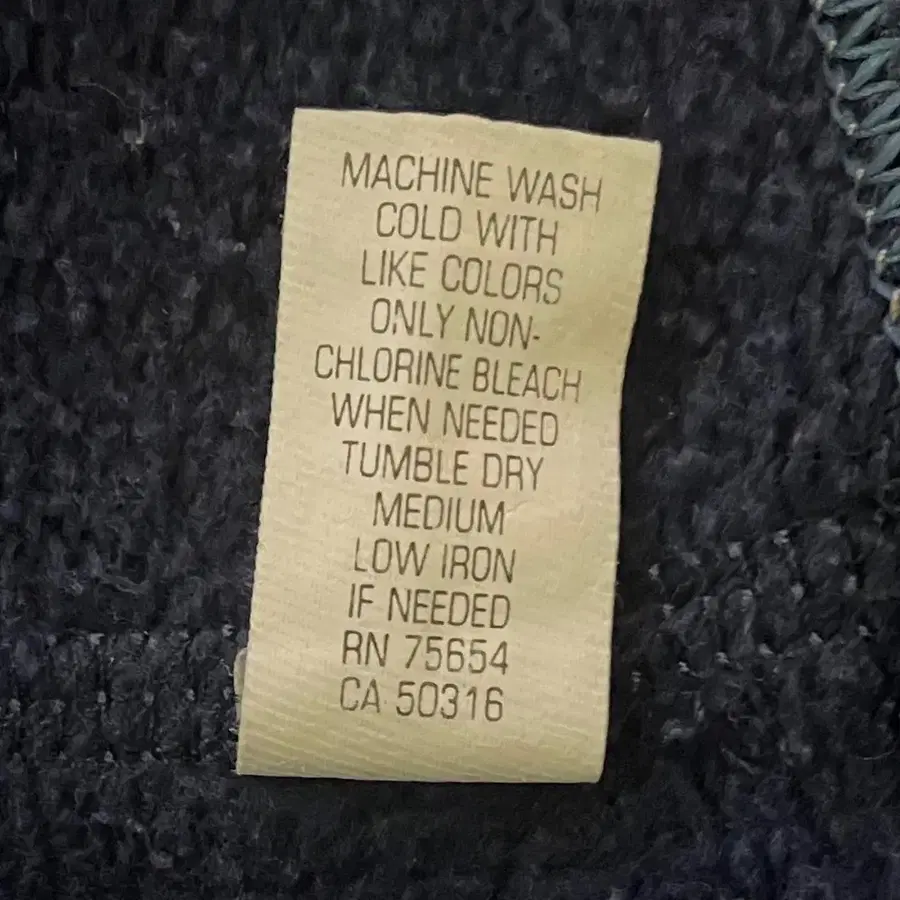 MACHINE WASH
COLD WITH
LIKE COLORS
ONLY NON-
CHLORINE BLEACH
WHEN NEEDED
TUMBLE DRY
MEDIUM
LOW IRON
IF NEEDED
RN 75654
CA 50316